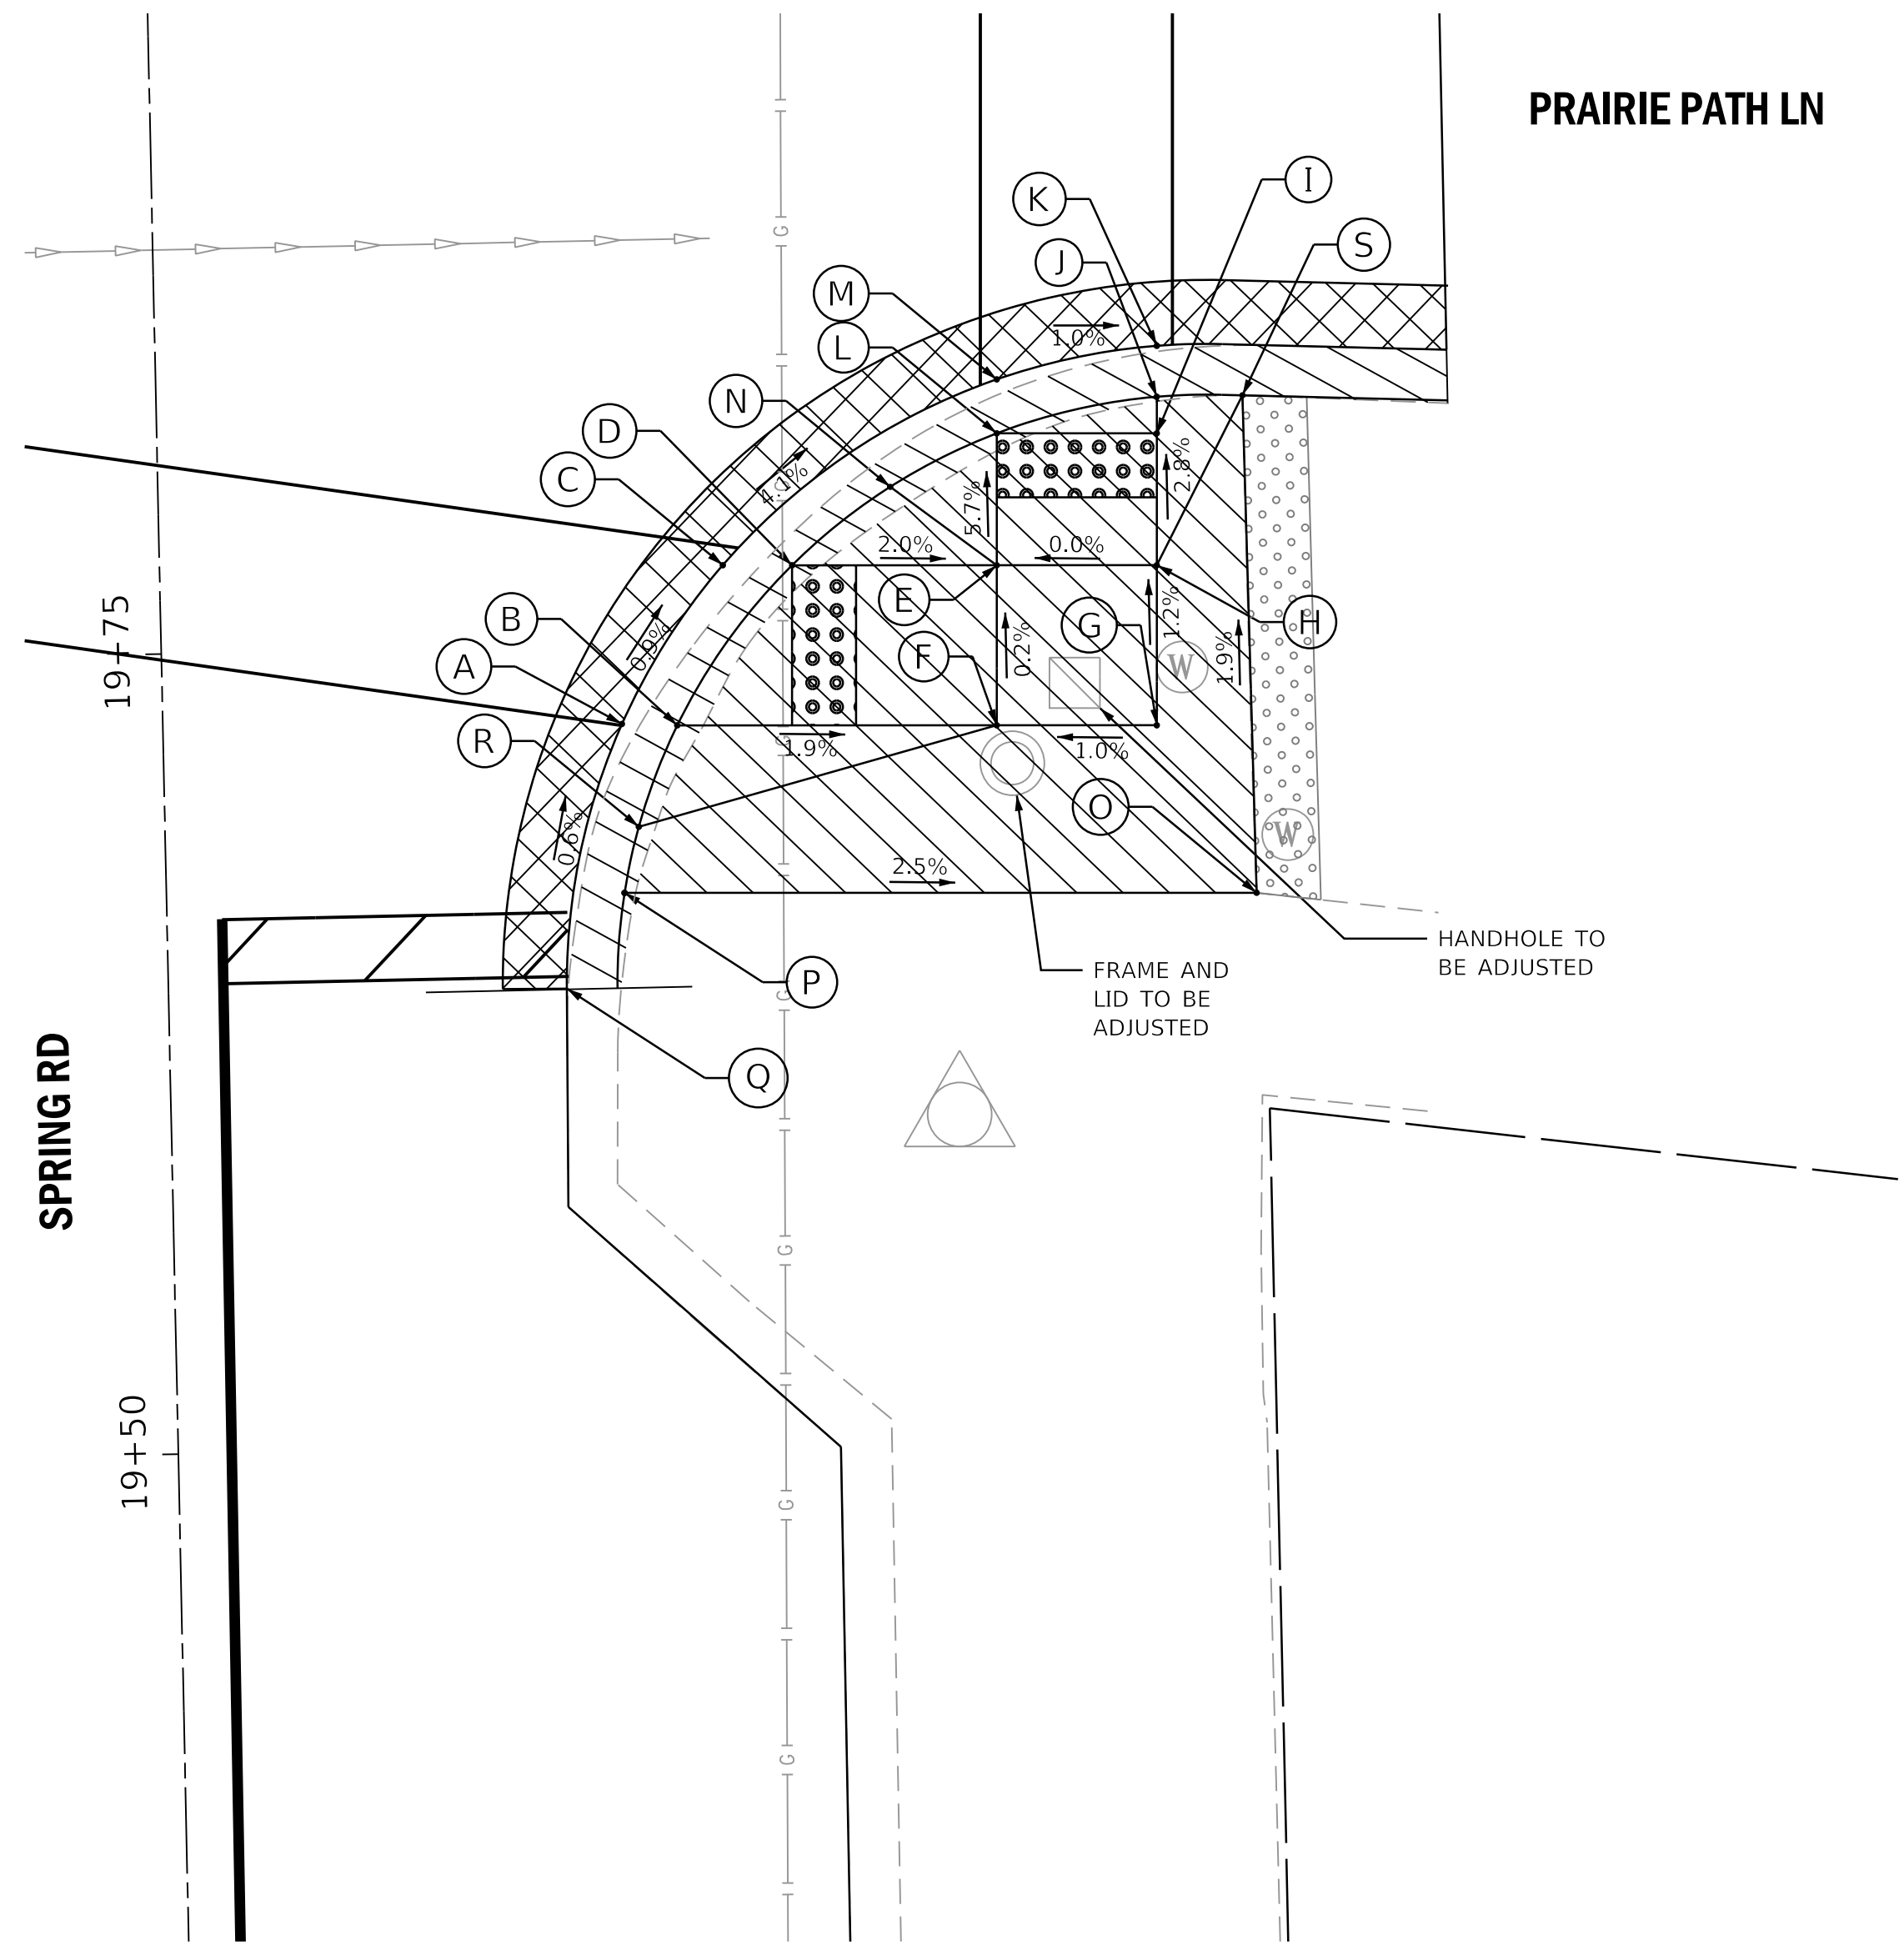 PRAIRIE PATH LN
I
K
S
J
G
M
1.0%
L
N
D
2.8%
C
4.1%
G
5.7%
2.0%
0.0%
E
19+75
B
0.9%
F
0.2%
G
1.2%
H
1.9%
W
A
R
1.9%
G
1.0%
O
0.6%
W
2.5%
HANDHOLE TO
BE ADJUSTED
P
G
FRAME AND
LID TO BE
ADJUSTED
Q
SPRING RD
G
19+50
G
G